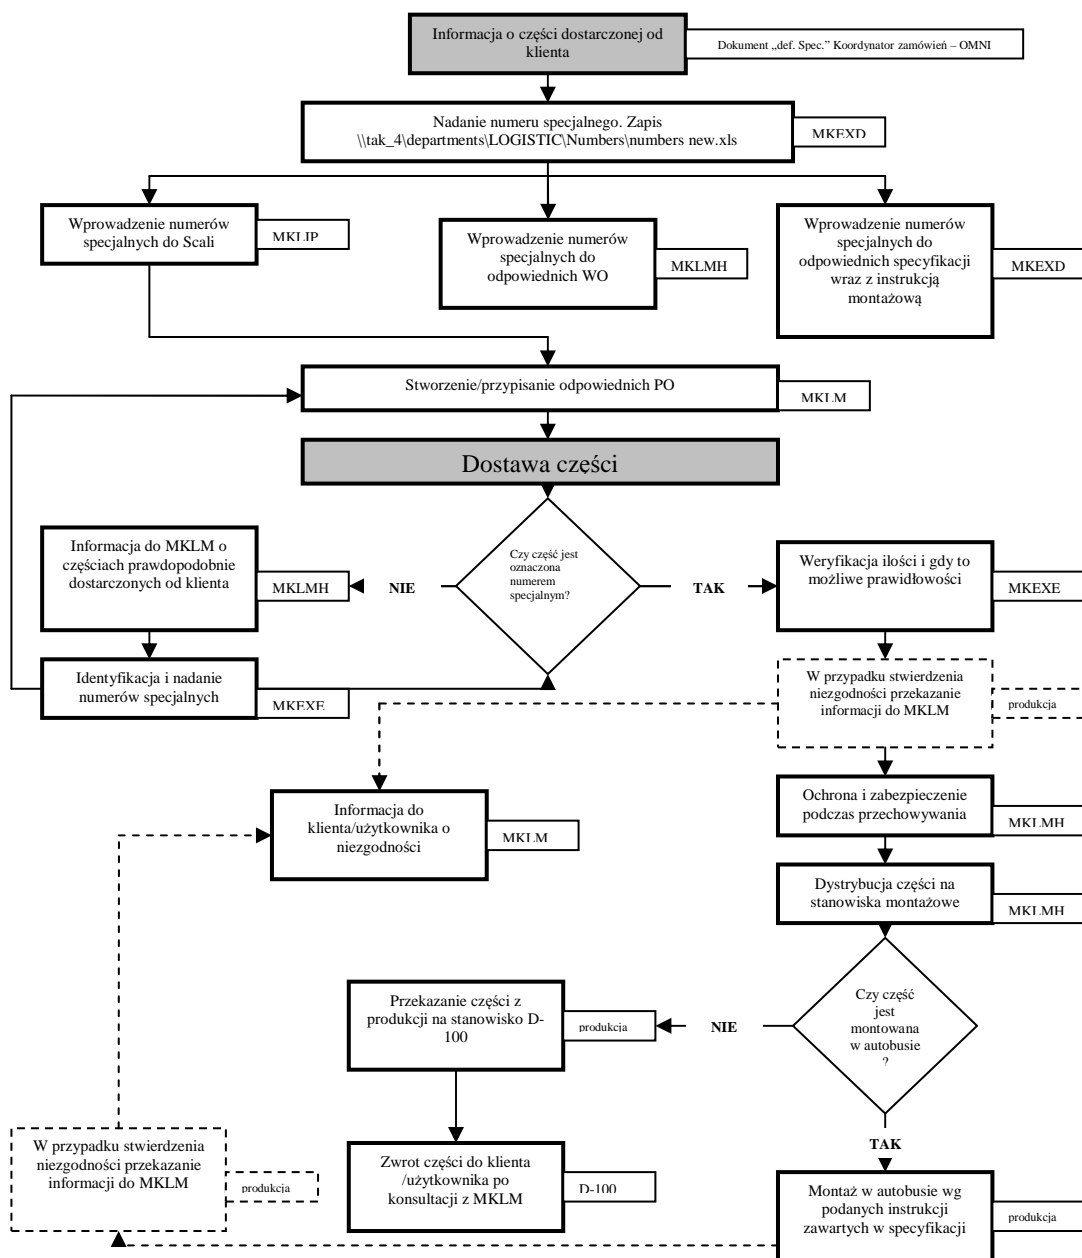 Informacja o części dostarczonej od
klienta
Dokument „def. Spec.” Koordynator zamówień – OMNI
Nadanie numeru specjalnego. Zapis
\\tak_4\departments\LOGISTIC\Numbers\numbers new.xls
MKEXD
Wprowadzenie numerów
specjalnych do Scali
MKLIP
Wprowadzenie numerów
specjalnych do
odpowiednich WO
MKLMH
Wprowadzenie numerów
specjalnych do
odpowiednich specyfikacji
wraz z instrukcją
montażową
MKEXD
Stworzenie/przypisanie odpowiednich PO
MKLM
Dostawa części
Informacja do MKLM o
częściach prawdopodobnie
dostarczonych od klienta
MKLMH
NIE
Czy część jest
oznaczona
numerem
specjalnym?
TAK
Weryfikacja ilości i gdy to
możliwe prawidłowości
MKEXE
Identyfikacja i nadanie
numerów specjalnych
MKEXE
W przypadku stwierdzenia
niezgodności przekazanie
informacji do MKLM
produkcja
Informacja do
klienta/użytkownika o
niezgodności
MKLM
Ochrona i zabezpieczenie
podczas przechowywania
MKLMH
Dystrybucja części na
stanowiska montażowe
MKLMH
Przekazanie części z
produkcji na stanowisko D-
100
produkcja
NIE
Czy część
jest
montowana
w autobusie
?
TAK
W przypadku stwierdzenia
niezgodności przekazanie
informacji do MKLM
produkcja
Zwrot części do klienta
/użytkownika po
konsultacji z MKLM
D-100
Montaż w autobusie wg
podanych instrukcji
zawartych w specyfikacji
produkcja